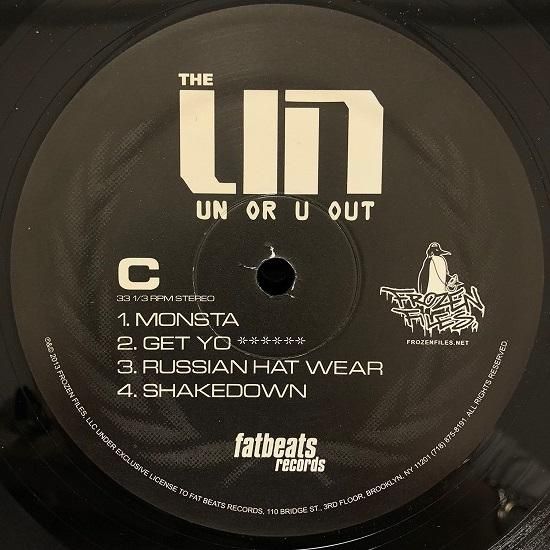 THE
UN
UN OR U OUT
C
33 1/3 RPM STEREO
1. MONSTA
2. GET YO ******
3. RUSSIAN HAT WEAR
4. SHAKEDOWN
FROZEN
FILES
FROZENFILES.NET
fatbeats
records
©&℗ 2013 FROZEN FILES, LLC UNDER EXCLUSIVE LICENSE TO FAT BEATS RECORDS, 110 BRIDGE ST., 3RD FLOOR, BROOKLYN, NY 11201 (718) 875-8191. ALL RIGHTS RESERVED.